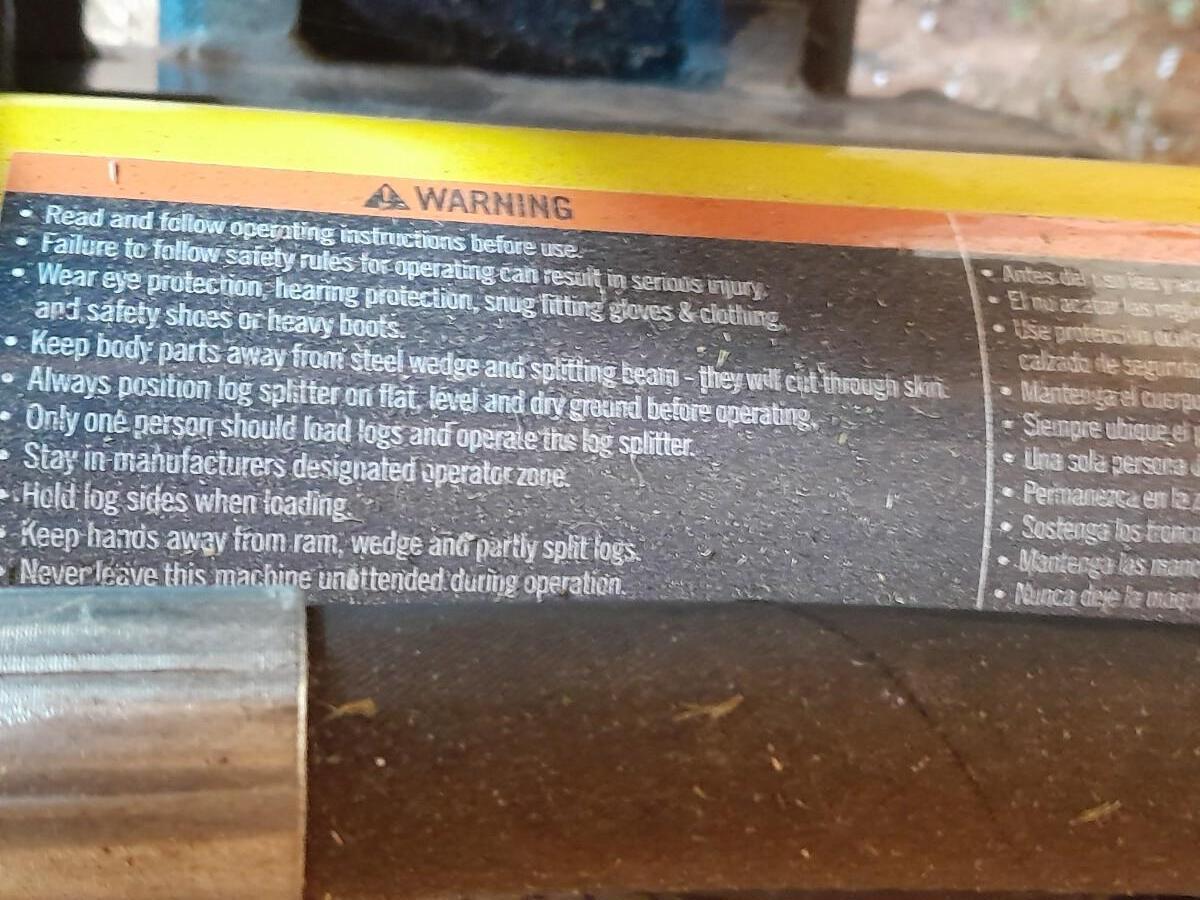 WARNING
• Read and follow operating instructions before use.
• Failure to follow safety rules for operating can result in serious injury.
• Wear eye protection, hearing protection, snug fitting gloves & clothing,
and safety shoes or heavy boots.
• Keep body parts away from steel wedge and splitting beam - they will cut through skin.
• Always position log splitter on flat, level and dry ground before operating.
• Only one person should load logs and operate the log splitter.
• Stay in manufacturers designated operator zone.
• Hold log sides when loading.
• Keep hands away from ram, wedge and partly split logs.
• Never leave this machine unattended during operation.
• Antes del
• El no acatar las
• Use protección
calzado de
• Mantenga el
• Siempre ubique el
• Una sola persona
• Permanezca en la
• Sostenga los
• Mantenga las
• Nunca deje la